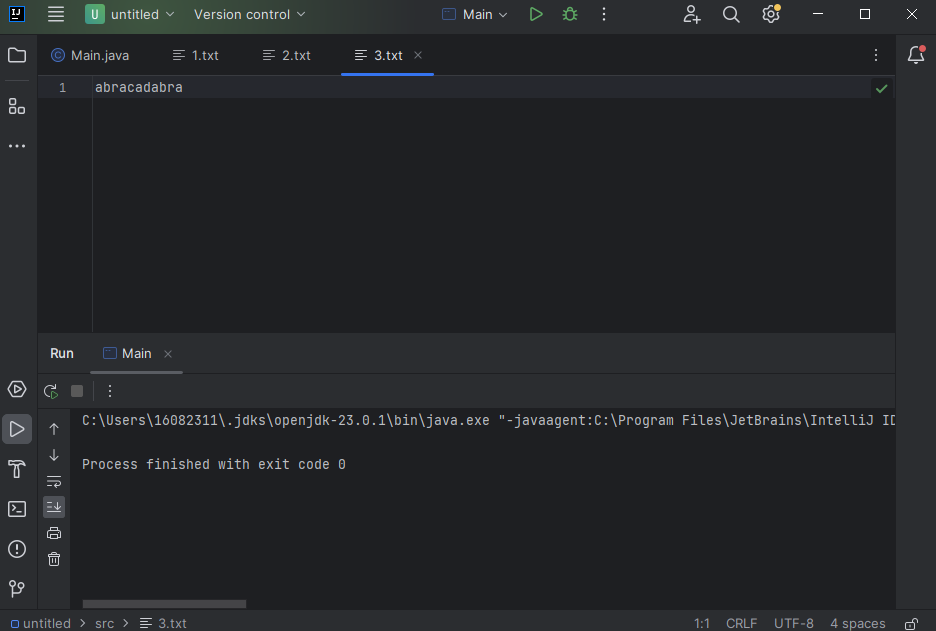 U untitled Version control Main
Main.java 1.txt 2.txt 3.txt
1 abracadabra
Run Main
C:\Users\16082311\.jdks\openjdk-23.0.1\bin\java.exe "-javaagent:C:\Program Files\JetBrains\IntelliJ ID
Process finished with exit code 0
untitled > src > 3.txt 1:1 CRLF UTF-8 4 spaces